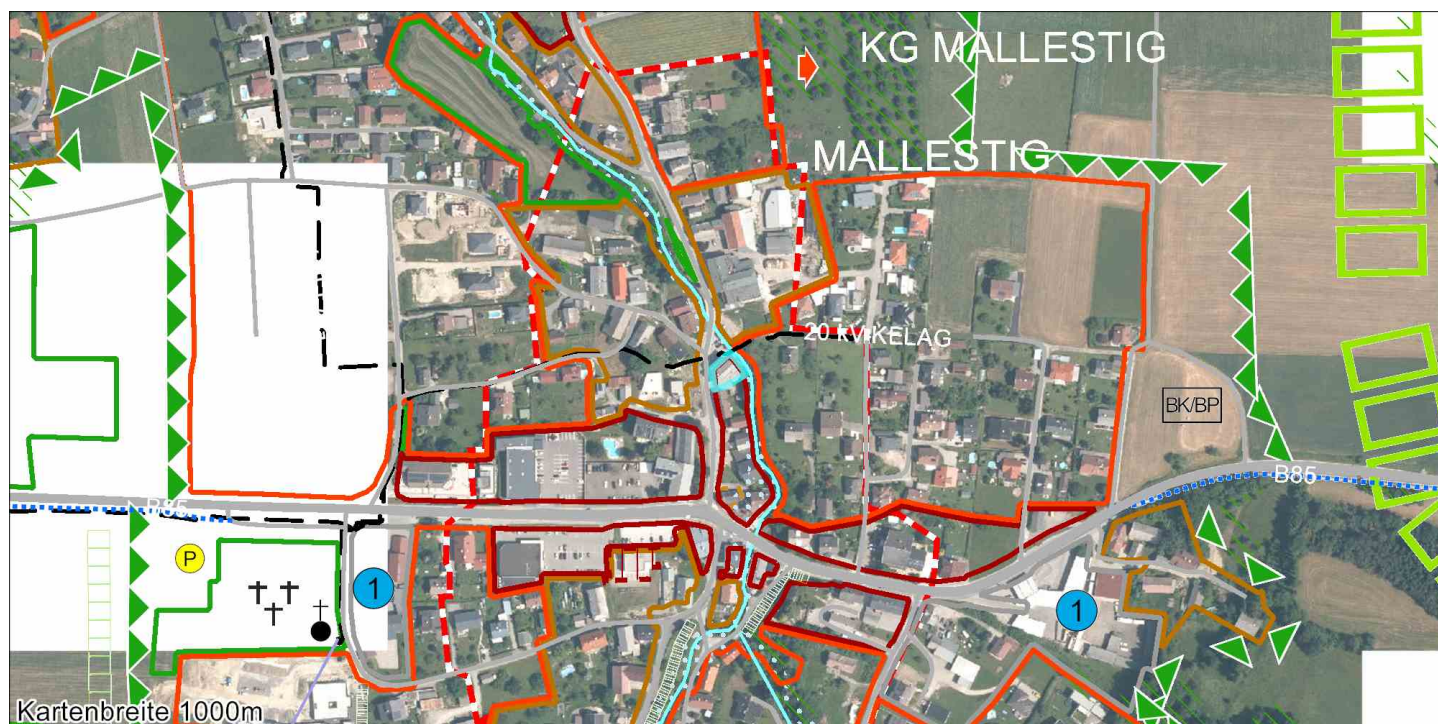 KG MALLESTIG
MALLESTIG
20 kV KELAG
BK/BP
B85
B85
P
1
1
Kartenbreite 1000m